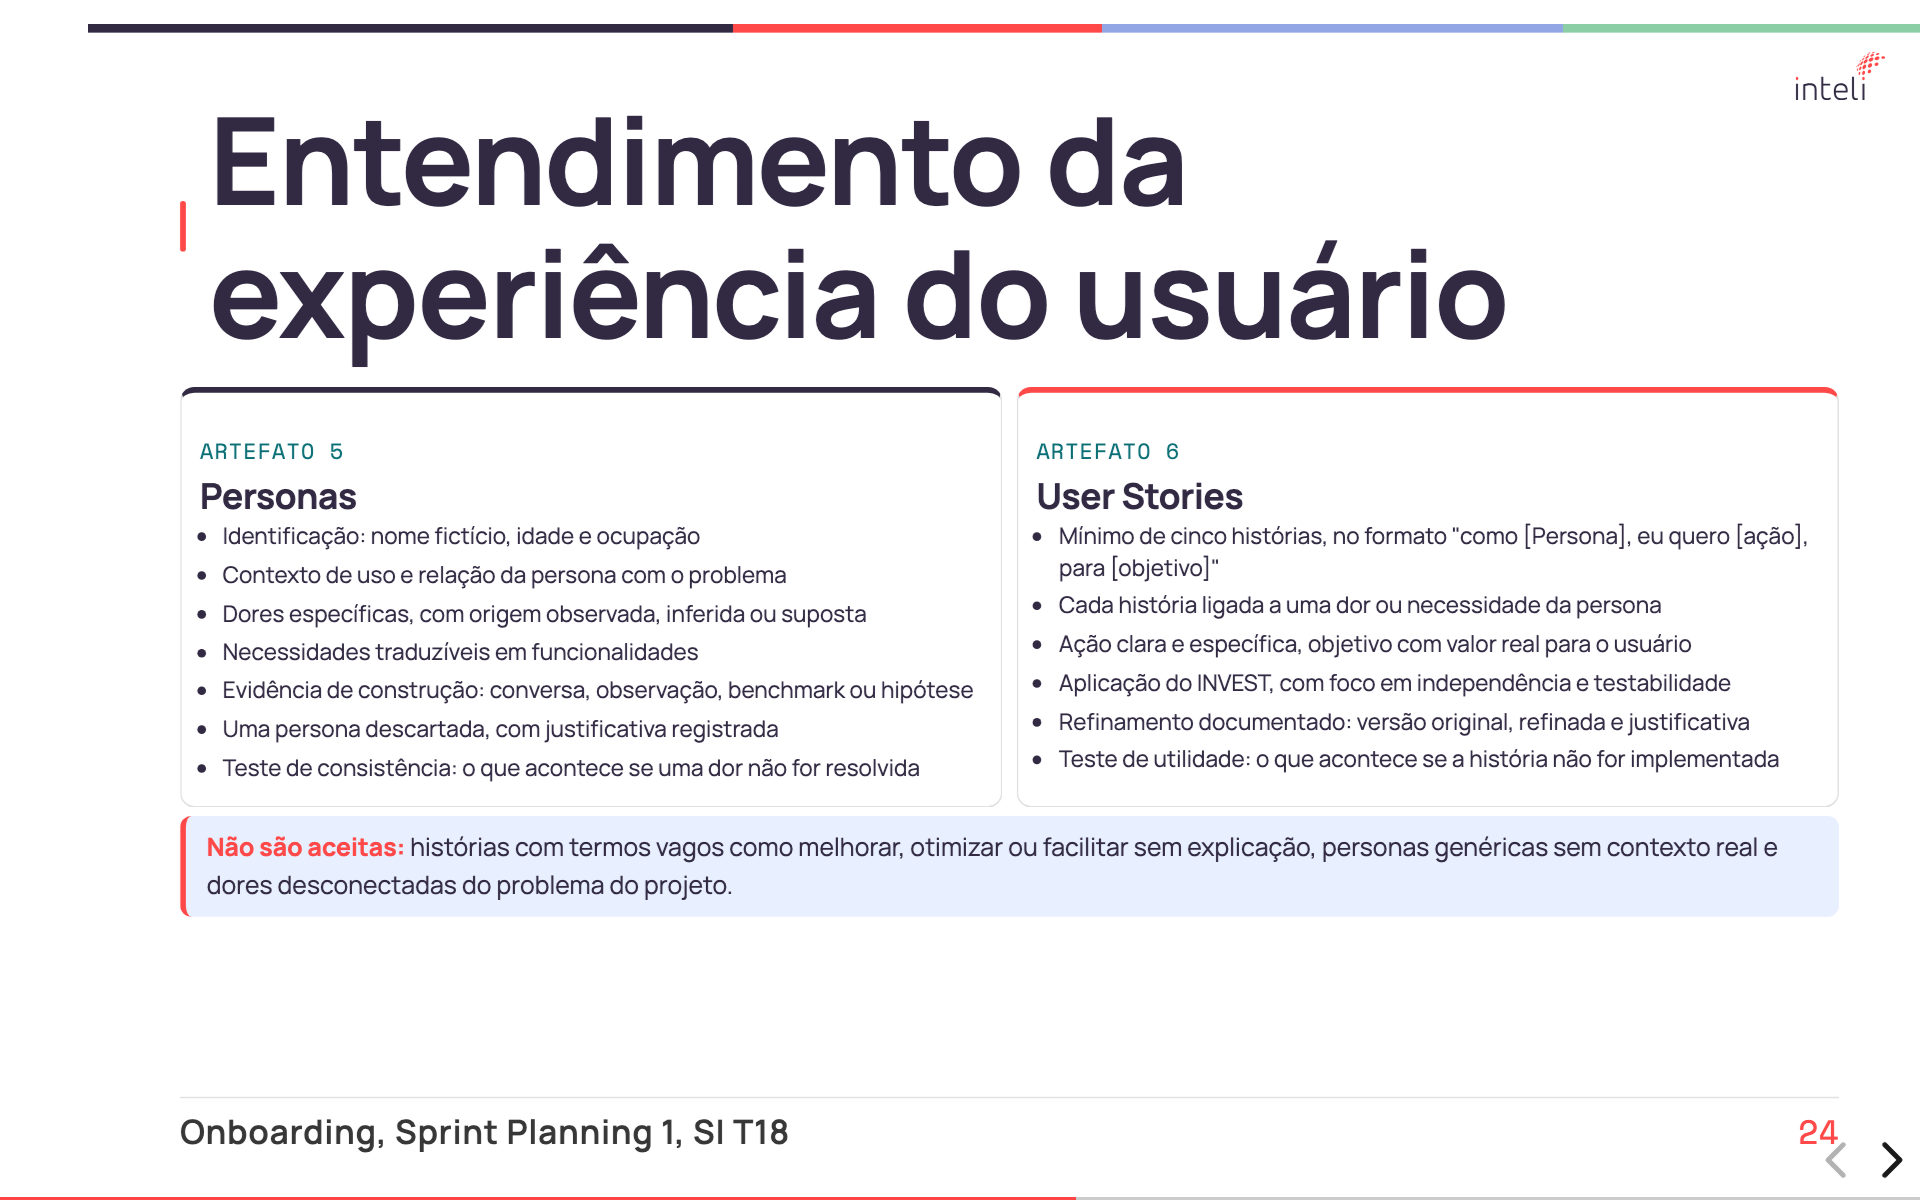 inteli
Entendimento da
experiência do usuário
ARTEFATO 5
Personas
• Identificação: nome fictício, idade e ocupação
• Contexto de uso e relação da persona com o problema
• Dores específicas, com origem observada, inferida ou suposta
• Necessidades traduzíveis em funcionalidades
• Evidência de construção: conversa, observação, benchmark ou hipótese
• Uma persona descartada, com justificativa registrada
• Teste de consistência: o que acontece se uma dor não for resolvida
ARTEFATO 6
User Stories
• Mínimo de cinco histórias, no formato "como [Persona], eu quero [ação],
para [objetivo]"
• Cada história ligada a uma dor ou necessidade da persona
• Ação clara e específica, objetivo com valor real para o usuário
• Aplicação do INVEST, com foco em independência e testabilidade
• Refinamento documentado: versão original, refinada e justificativa
• Teste de utilidade: o que acontece se a história não for implementada
Não são aceitas: histórias com termos vagos como melhorar, otimizar ou facilitar sem explicação, personas genéricas sem contexto real e
dores desconectadas do problema do projeto.
Onboarding, Sprint Planning 1, SI T18
24